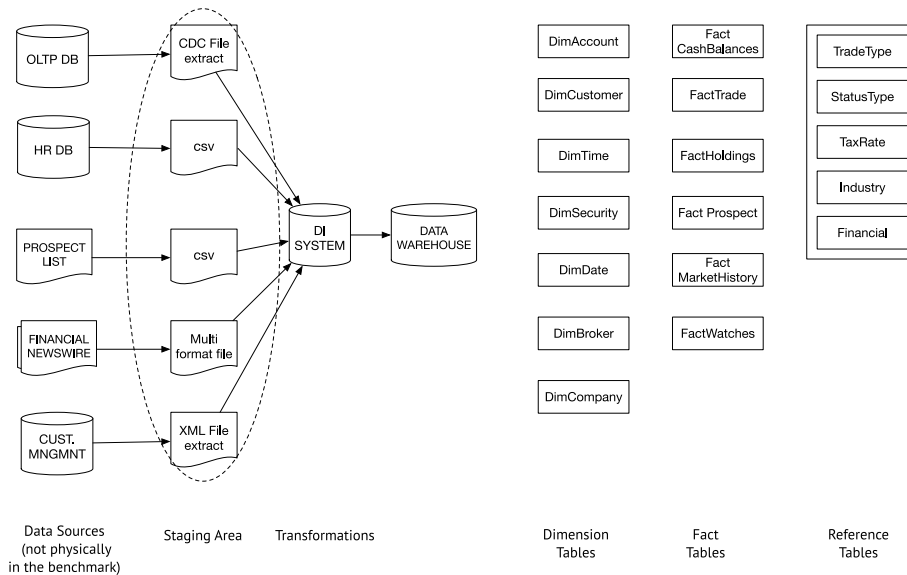 OLTP DB
CDC File
extract
HR DB
csv
PROSPECT
LIST
csv
FINANCIAL
NEWSWIRE
Multi
format file
CUST.
MNGMNT
XML File
extract
DI
SYSTEM
DATA
WAREHOUSE
Data Sources
(not physically
in the benchmark)
Staging Area
Transformations
DimAccount
DimCustomer
DimTime
DimSecurity
DimDate
DimBroker
DimCompany
Dimension
Tables
Fact
CashBalances
FactTrade
FactHoldings
Fact Prospect
Fact
MarketHistory
FactWatches
Fact
Tables
TradeType
StatusType
TaxRate
Industry
Financial
Reference
Tables